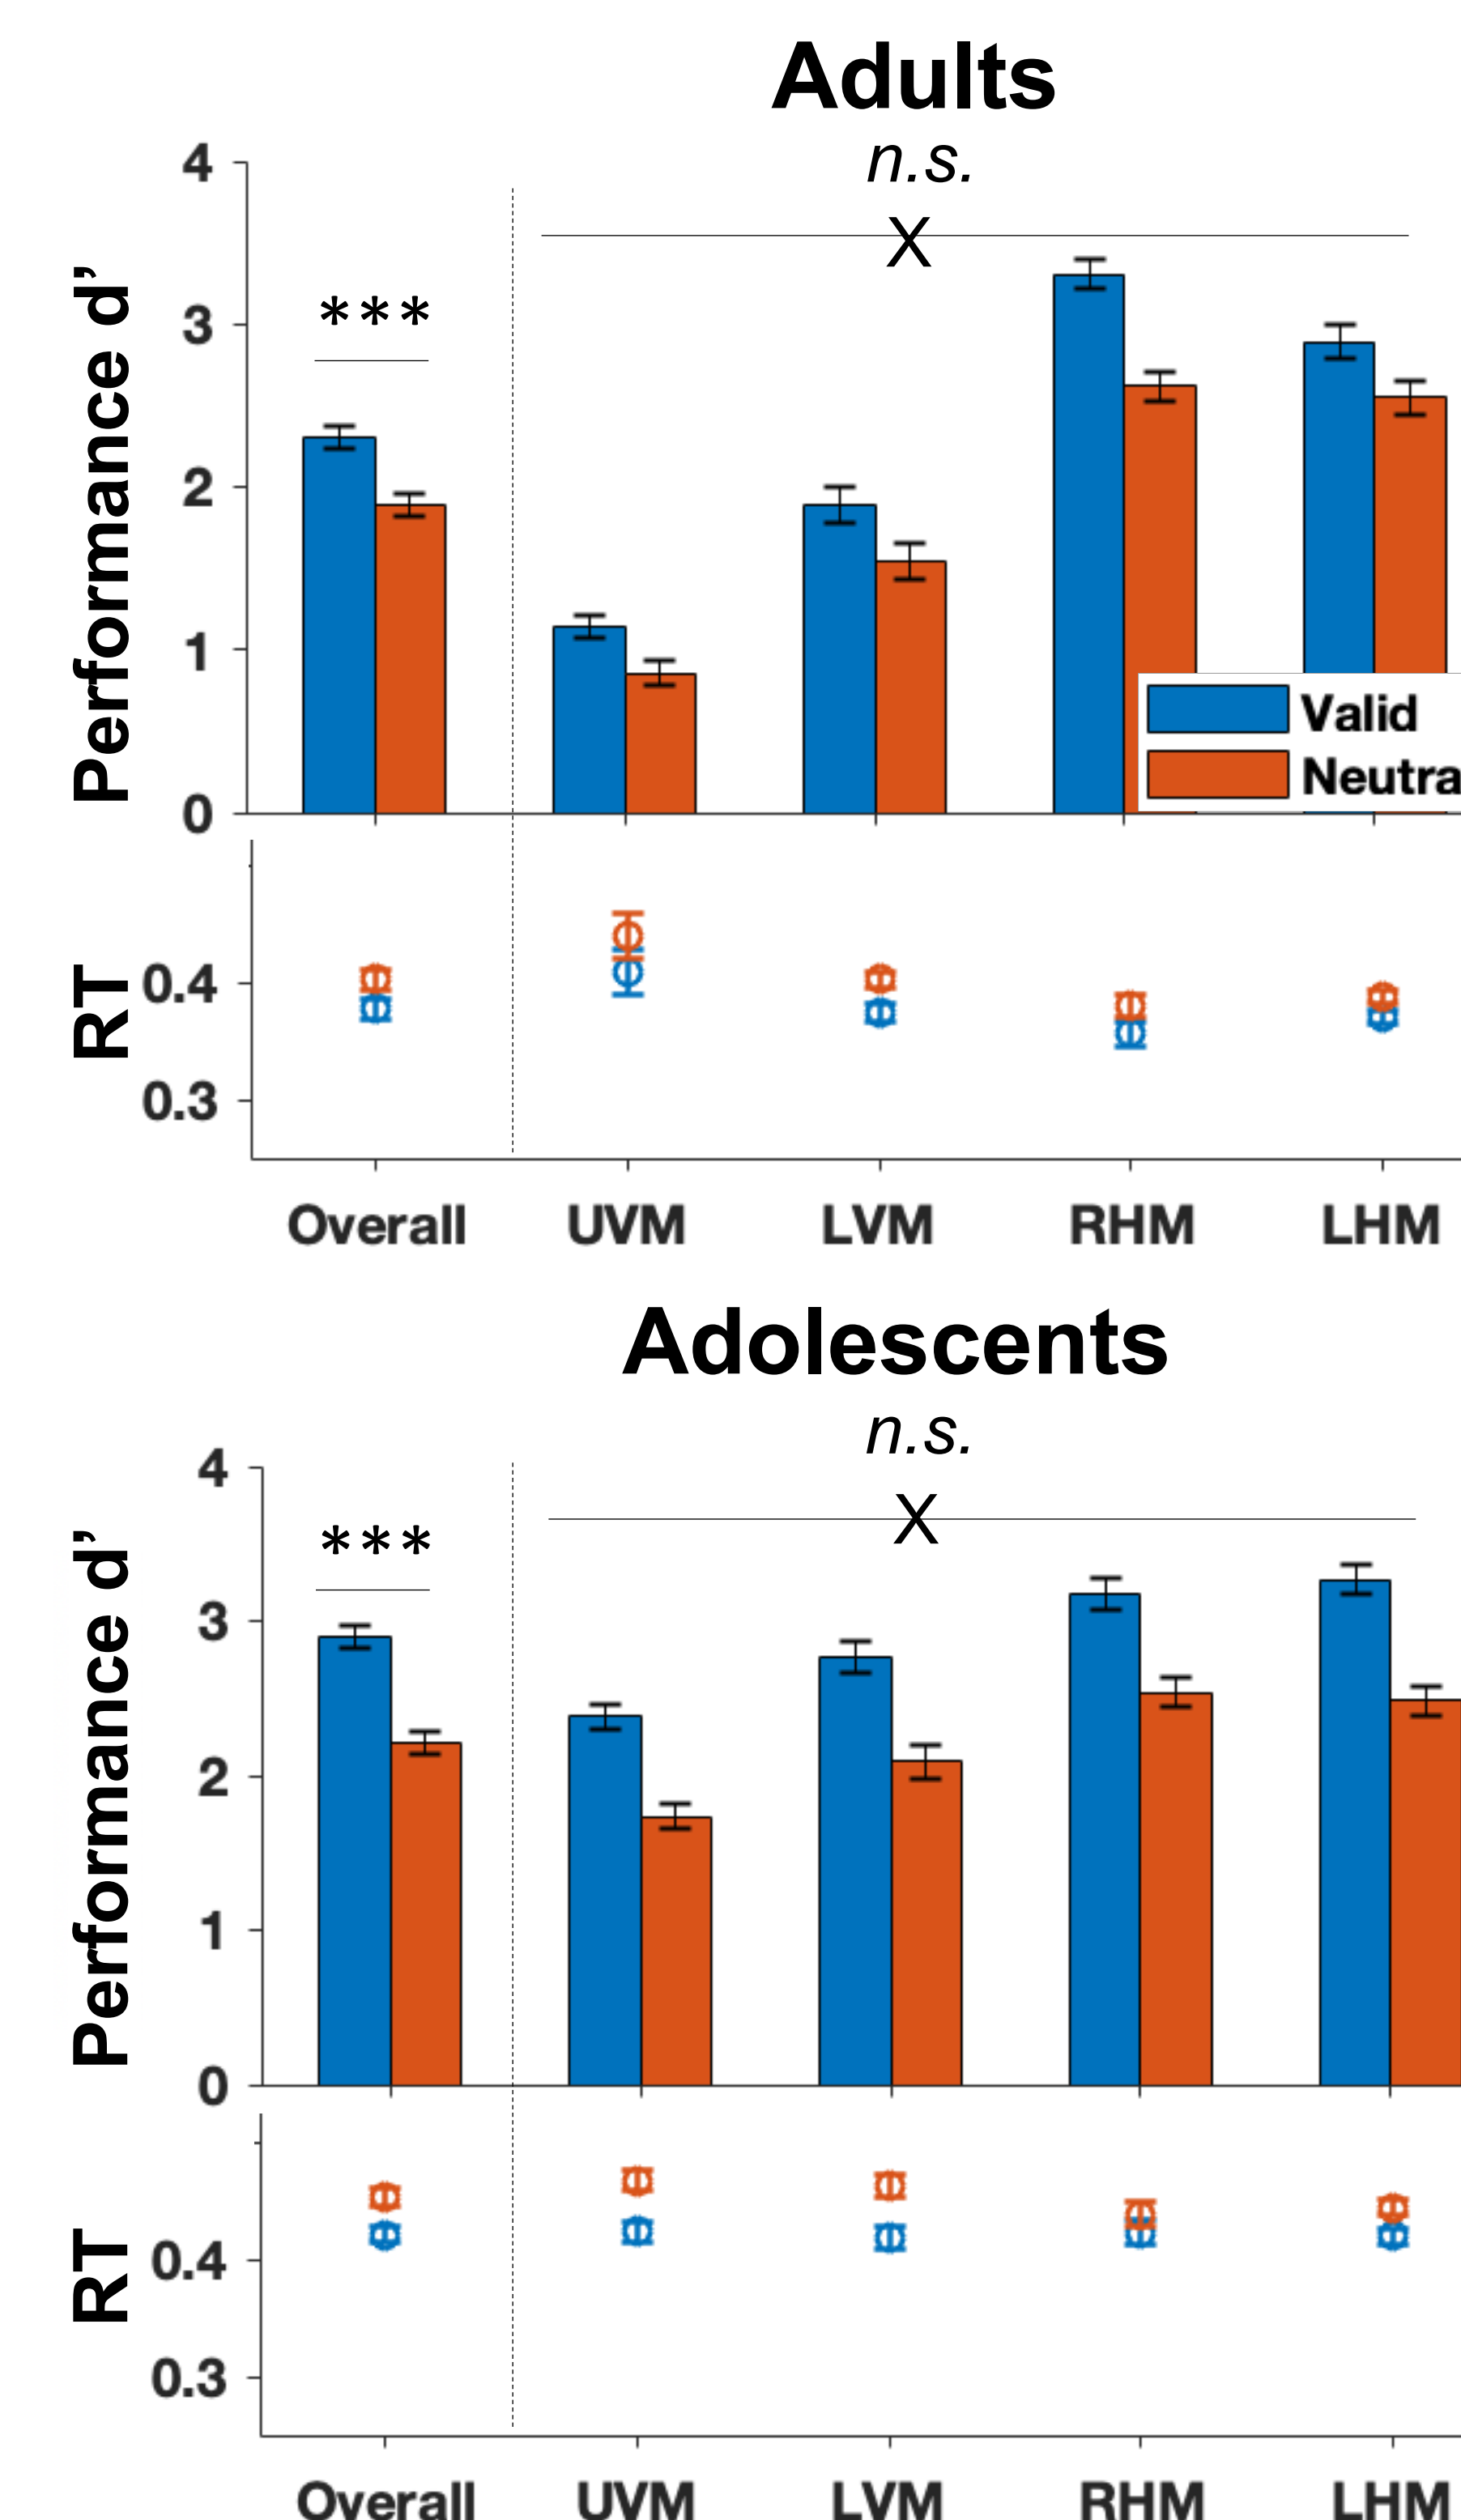 Adults
n.s.
X
***
4
3
2
1
0
Performance d’
Valid
Neutra
RT
0.4
0.3
Overall UVM LVM RHM LHM
Adolescents
n.s.
X
***
4
3
2
1
0
Performance d’
RT
0.4
0.3
Overall UVM LVM RHM LHM